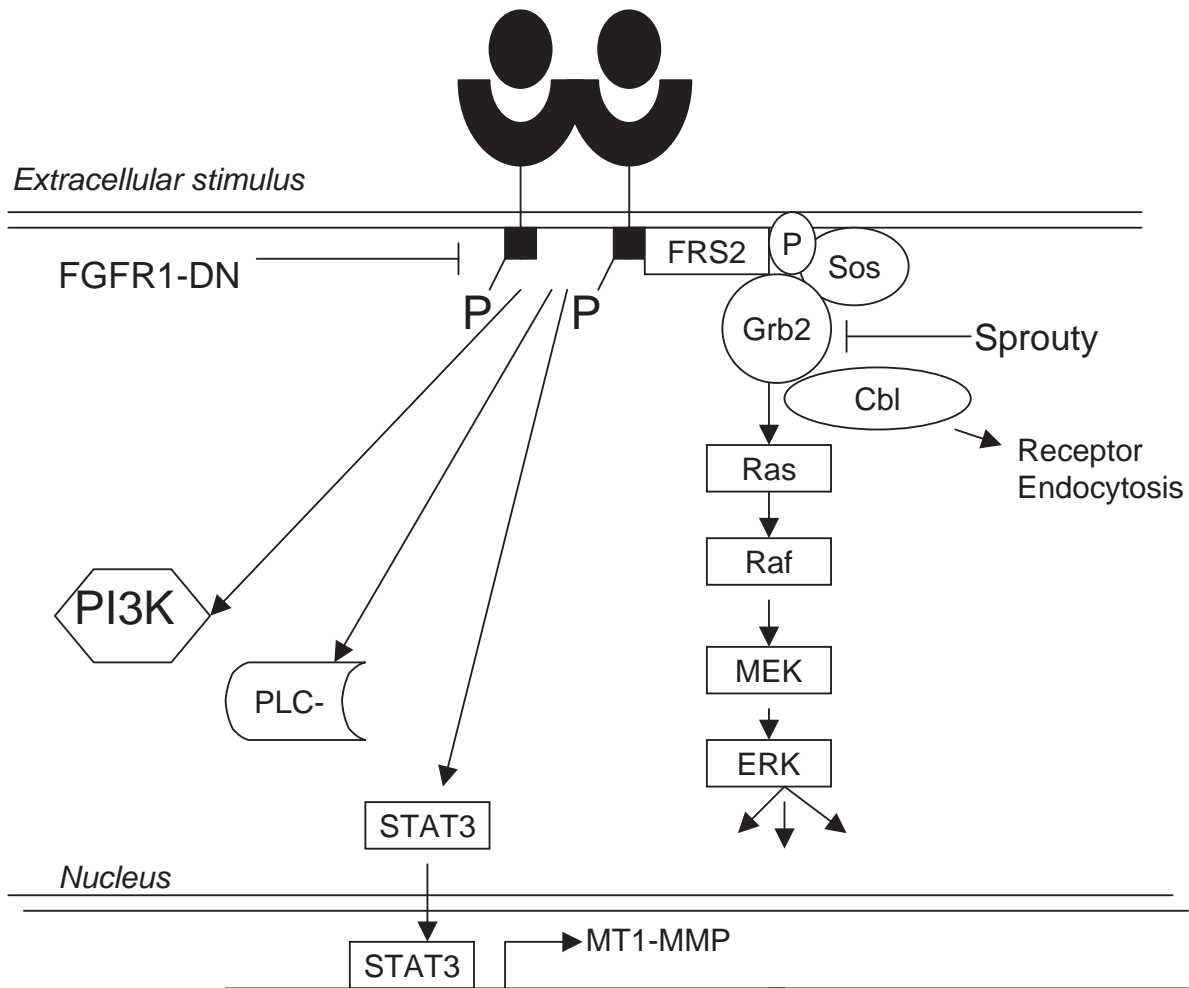 Extracellular stimulus
FGFR1-DN
P
P
FRS2
P
Sos
Grb2
Sprouty
Cbl
Receptor
Endocytosis
Ras
Raf
MEK
ERK
PI3K
PLC-
STAT3
Nucleus
STAT3
MT1-MMP